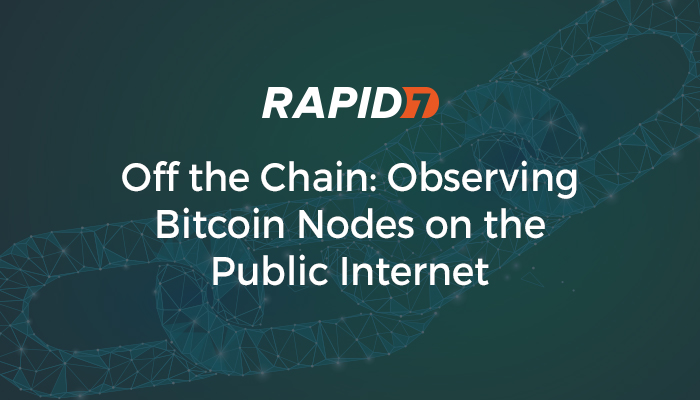 RAPID7
Off the Chain: Observing
Bitcoin Nodes on the
Public Internet